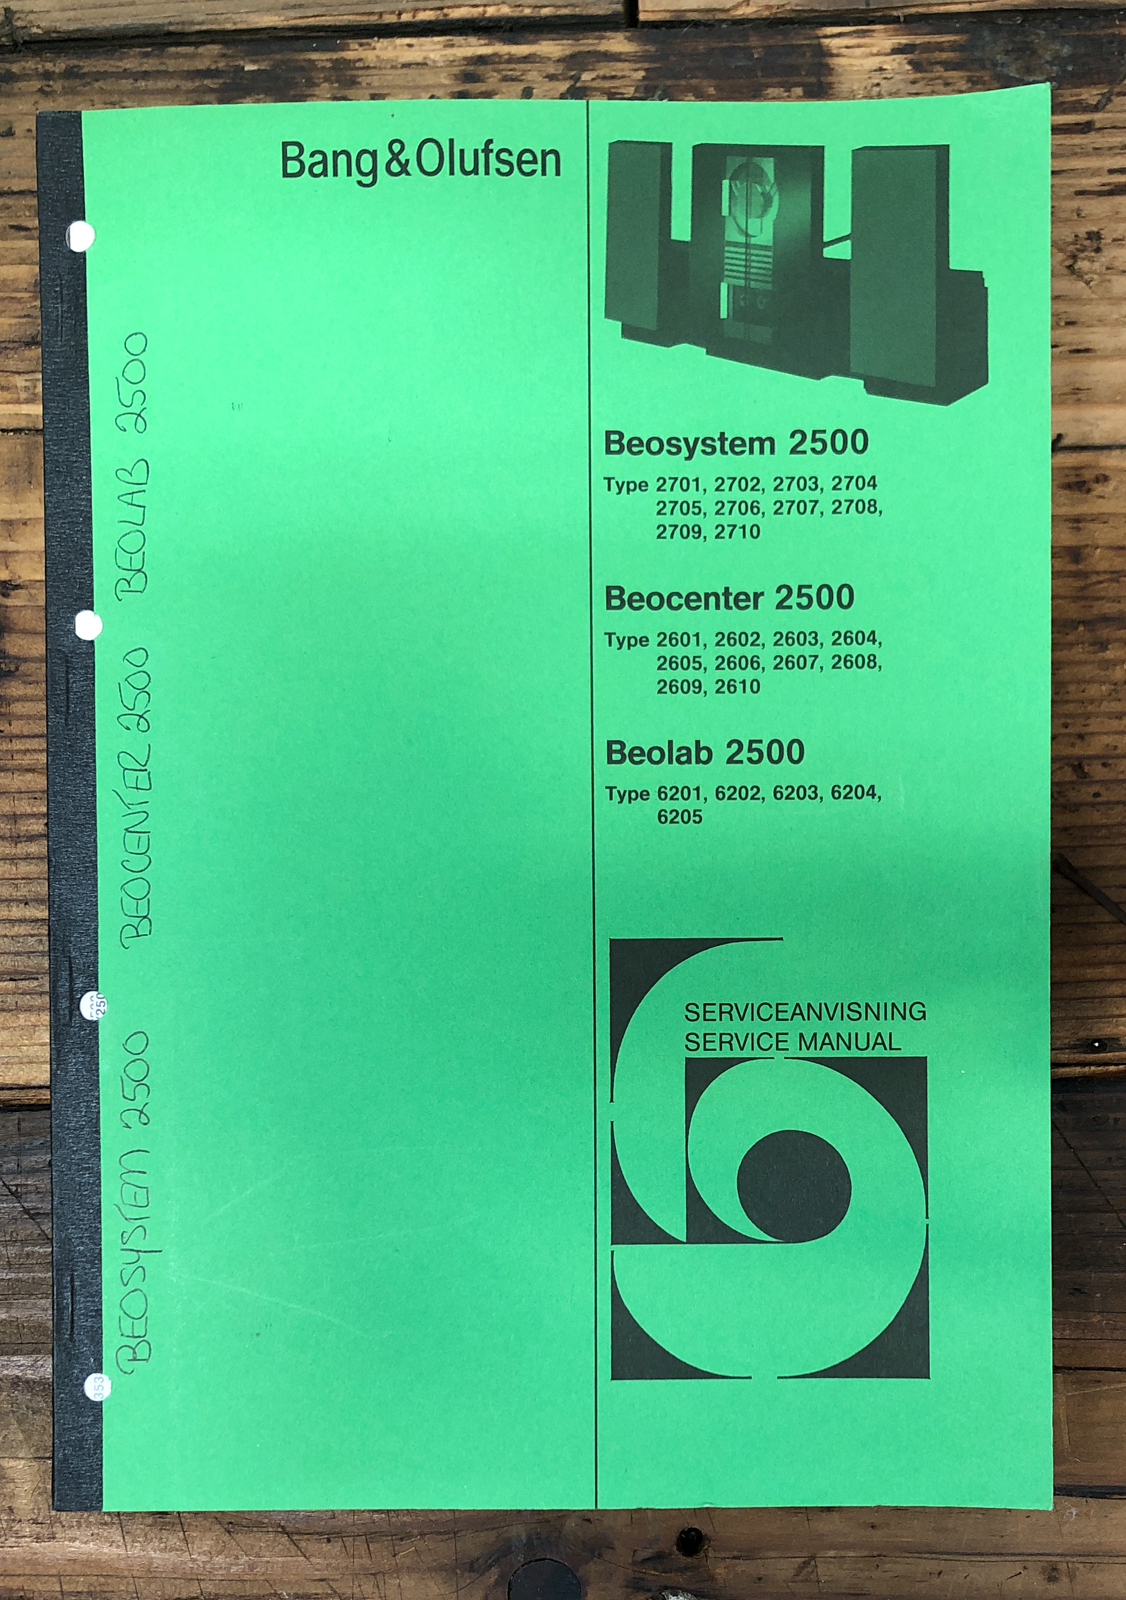 Bang&Olufsen
Beosystem 2500
Type 2701, 2702, 2703, 2704
2705, 2706, 2707, 2708,
2709, 2710
Beocenter 2500
Type 2601, 2602, 2603, 2604,
2605, 2606, 2607, 2608,
2609, 2610
Beolab 2500
Type 6201, 6202, 6203, 6204,
6205
SERVICEANVISNING
SERVICE MANUAL
BEOSYSTEM 2500 BEOCENTER 2500 BEOLAB 2500
250
353